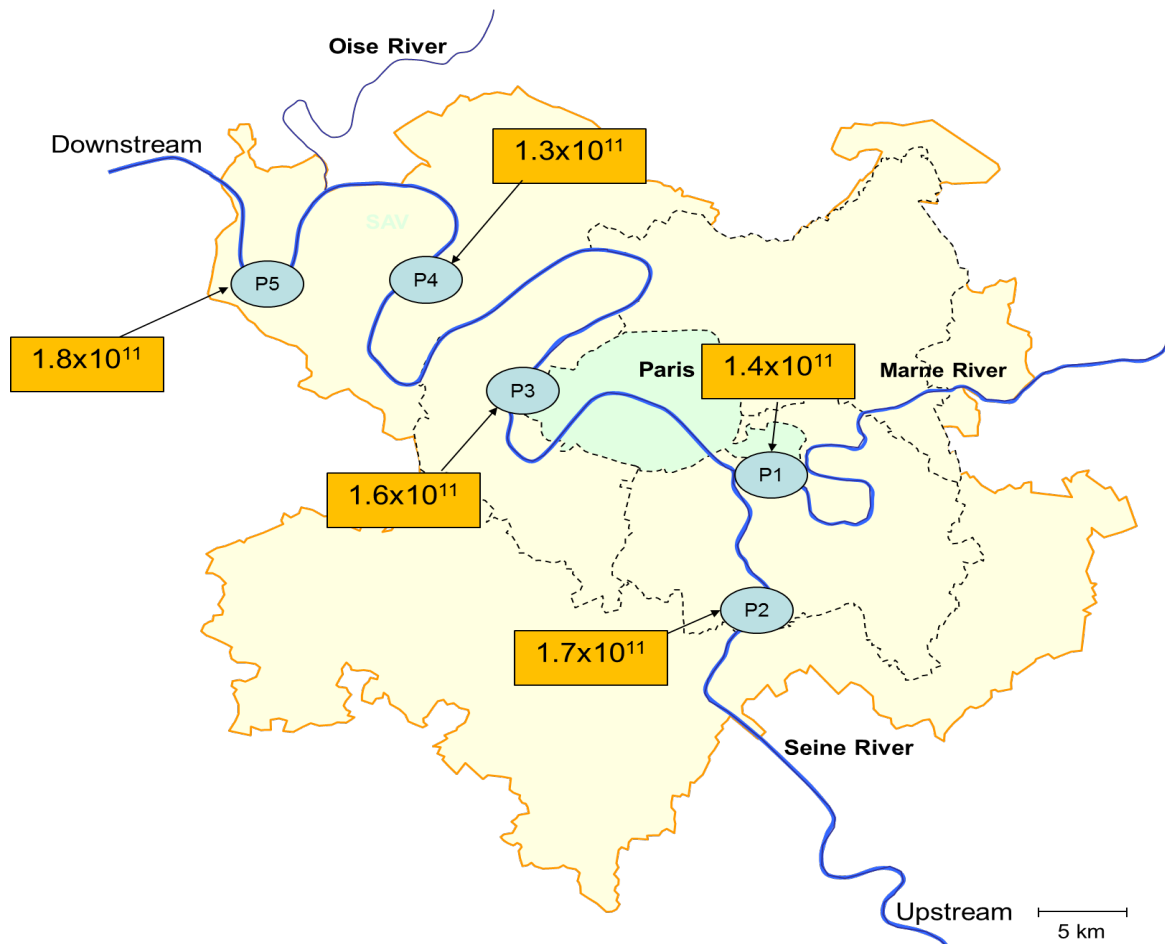 Oise River
Downstream
1.3x10¹¹
SAV
P5
P4
1.8x10¹¹
Paris
1.4x10¹¹
Marne River
P3
P1
1.6x10¹¹
P2
1.7x10¹¹
Seine River
Upstream
5 km